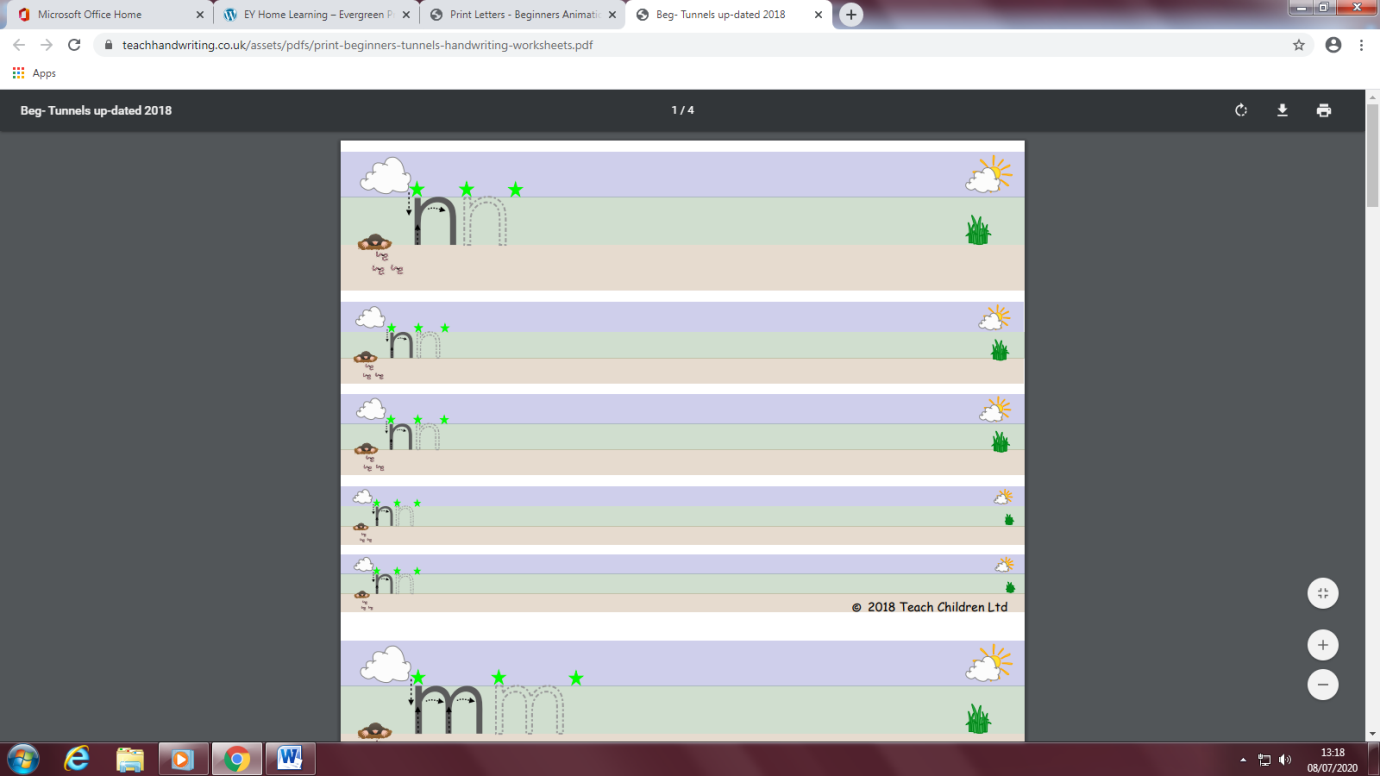 Microsoft Office Home
EY Home Learning – Evergreen P
Print Letters - Beginners Animatio
Beg- Tunnels up-dated 2018
teachhandwriting.co.uk/assets/pdfs/print-beginners-tunnels-handwriting-worksheets.pdf
Apps
Beg- Tunnels up-dated 2018
1 / 4
n n
n n
n n
n n
n n
© 2018 Teach Children Ltd
m m
13:18
08/07/2020